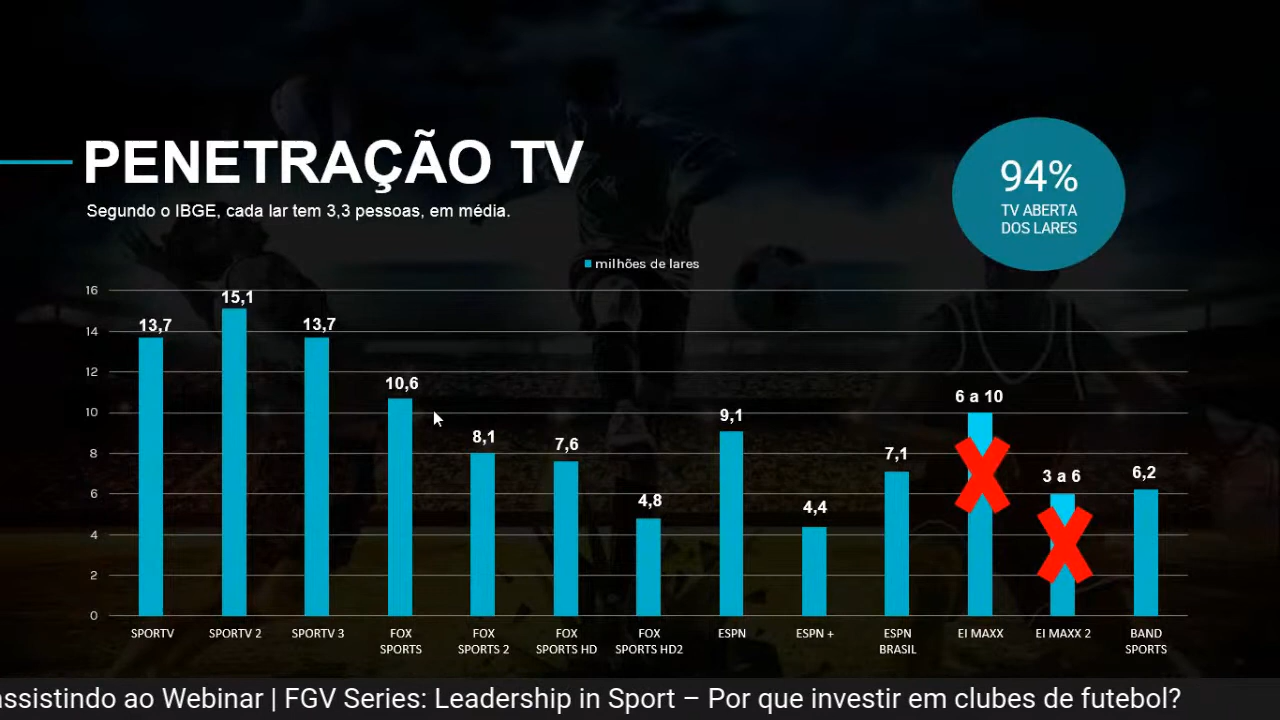 PENETRAÇÃO TV
Segundo o IBGE, cada lar tem 3,3 pessoas, em média.
94%
TV ABERTA
DOS LARES
milhões de lares
16
14
12
10
8
6
4
2
0
13,7
15,1
13,7
10,6
8,1
7,6
4,8
9,1
4,4
7,1
6 a 10
3 a 6
6,2
SPORTV
SPORTV 2
SPORTV 3
FOX
SPORTS
FOX
SPORTS 2
FOX
SPORTS HD
FOX
SPORTS HD2
ESPN
ESPN +
ESPN
BRASIL
EI MAXX
EI MAXX 2
BAND
SPORTS
assistindo ao Webinar | FGV Series: Leadership in Sport – Por que investir em clubes de futebol?